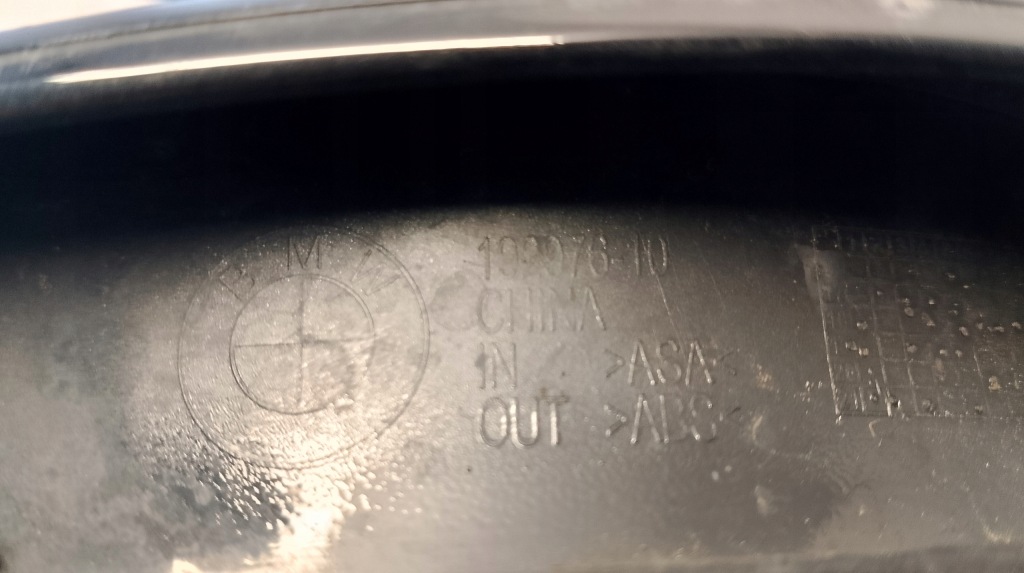 BMW
CHINA
IN >ASA<
OUT >ABS<